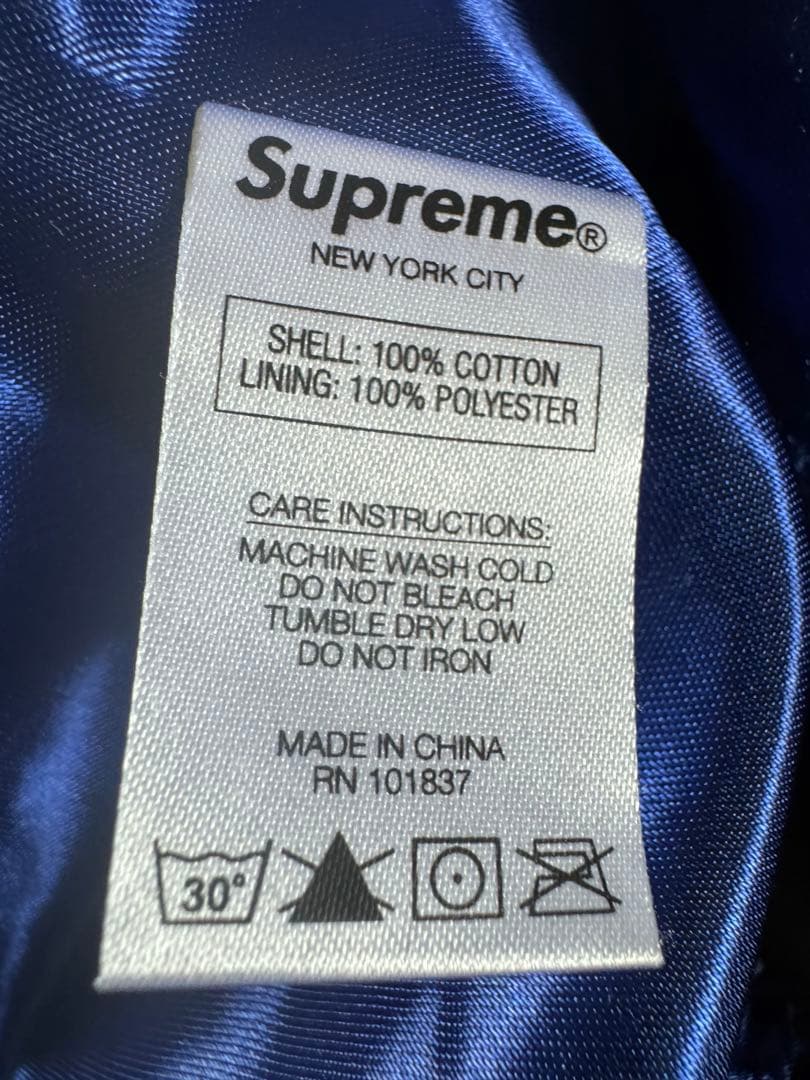 Supreme®
NEW YORK CITY
SHELL: 100% COTTON
LINING: 100% POLYESTER
CARE INSTRUCTIONS:
MACHINE WASH COLD
DO NOT BLEACH
TUMBLE DRY LOW
DO NOT IRON
MADE IN CHINA
RN 101837
30°